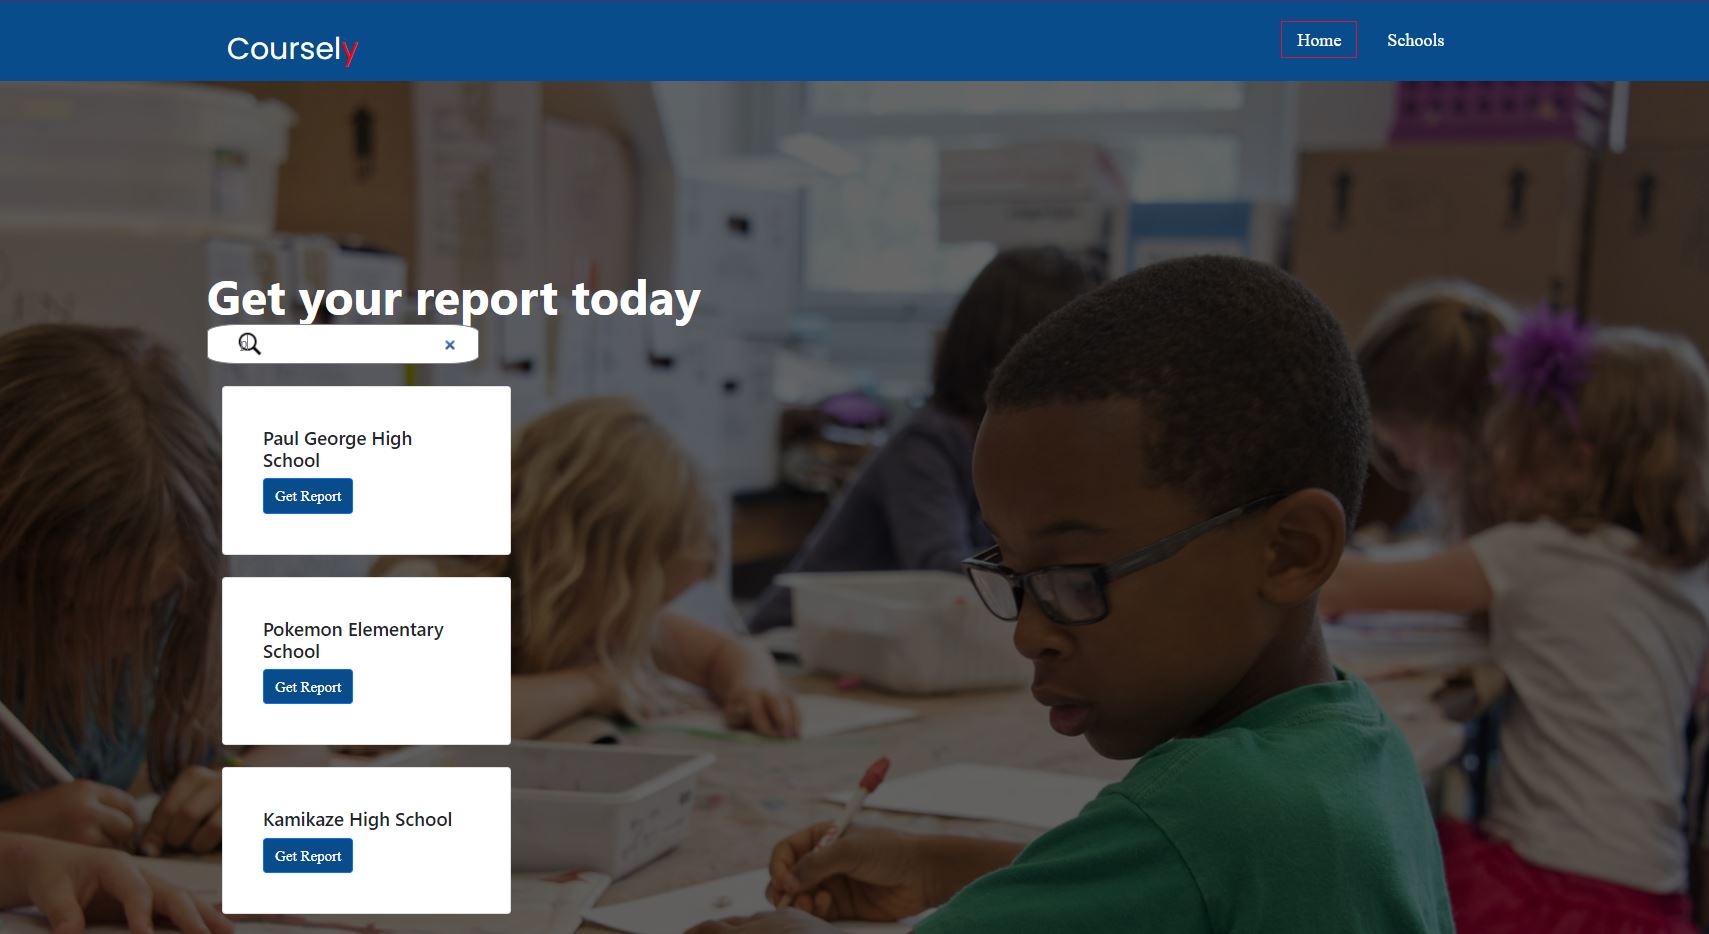 Coursely
Home
Schools
Get your report today
Paul George High
School
Get Report
Pokemon Elementary
School
Get Report
Kamikaze High School
Get Report